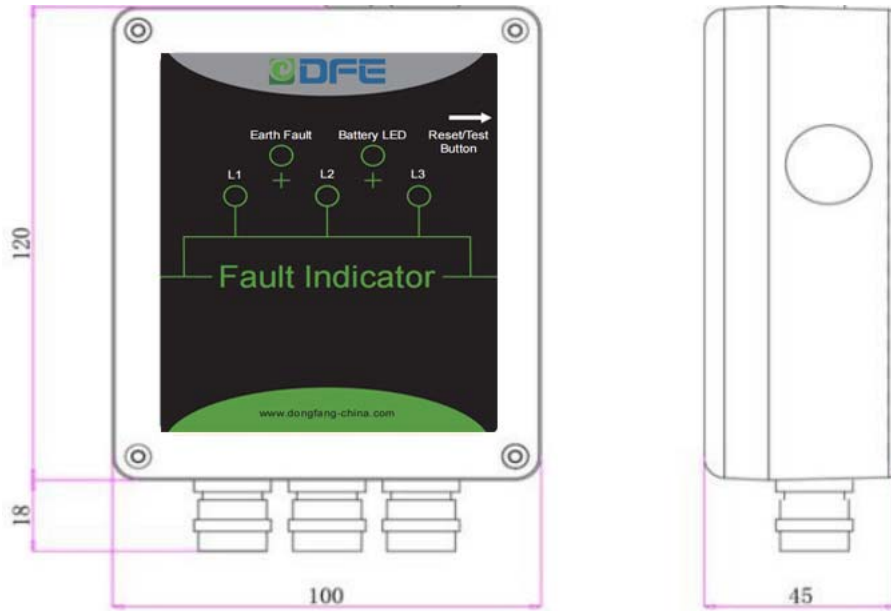 DFE
Earth Fault
Battery LED
Reset/Test
Button
L1
L2
L3
Fault Indicator
www.dongfang-china.com
120
18
100
45